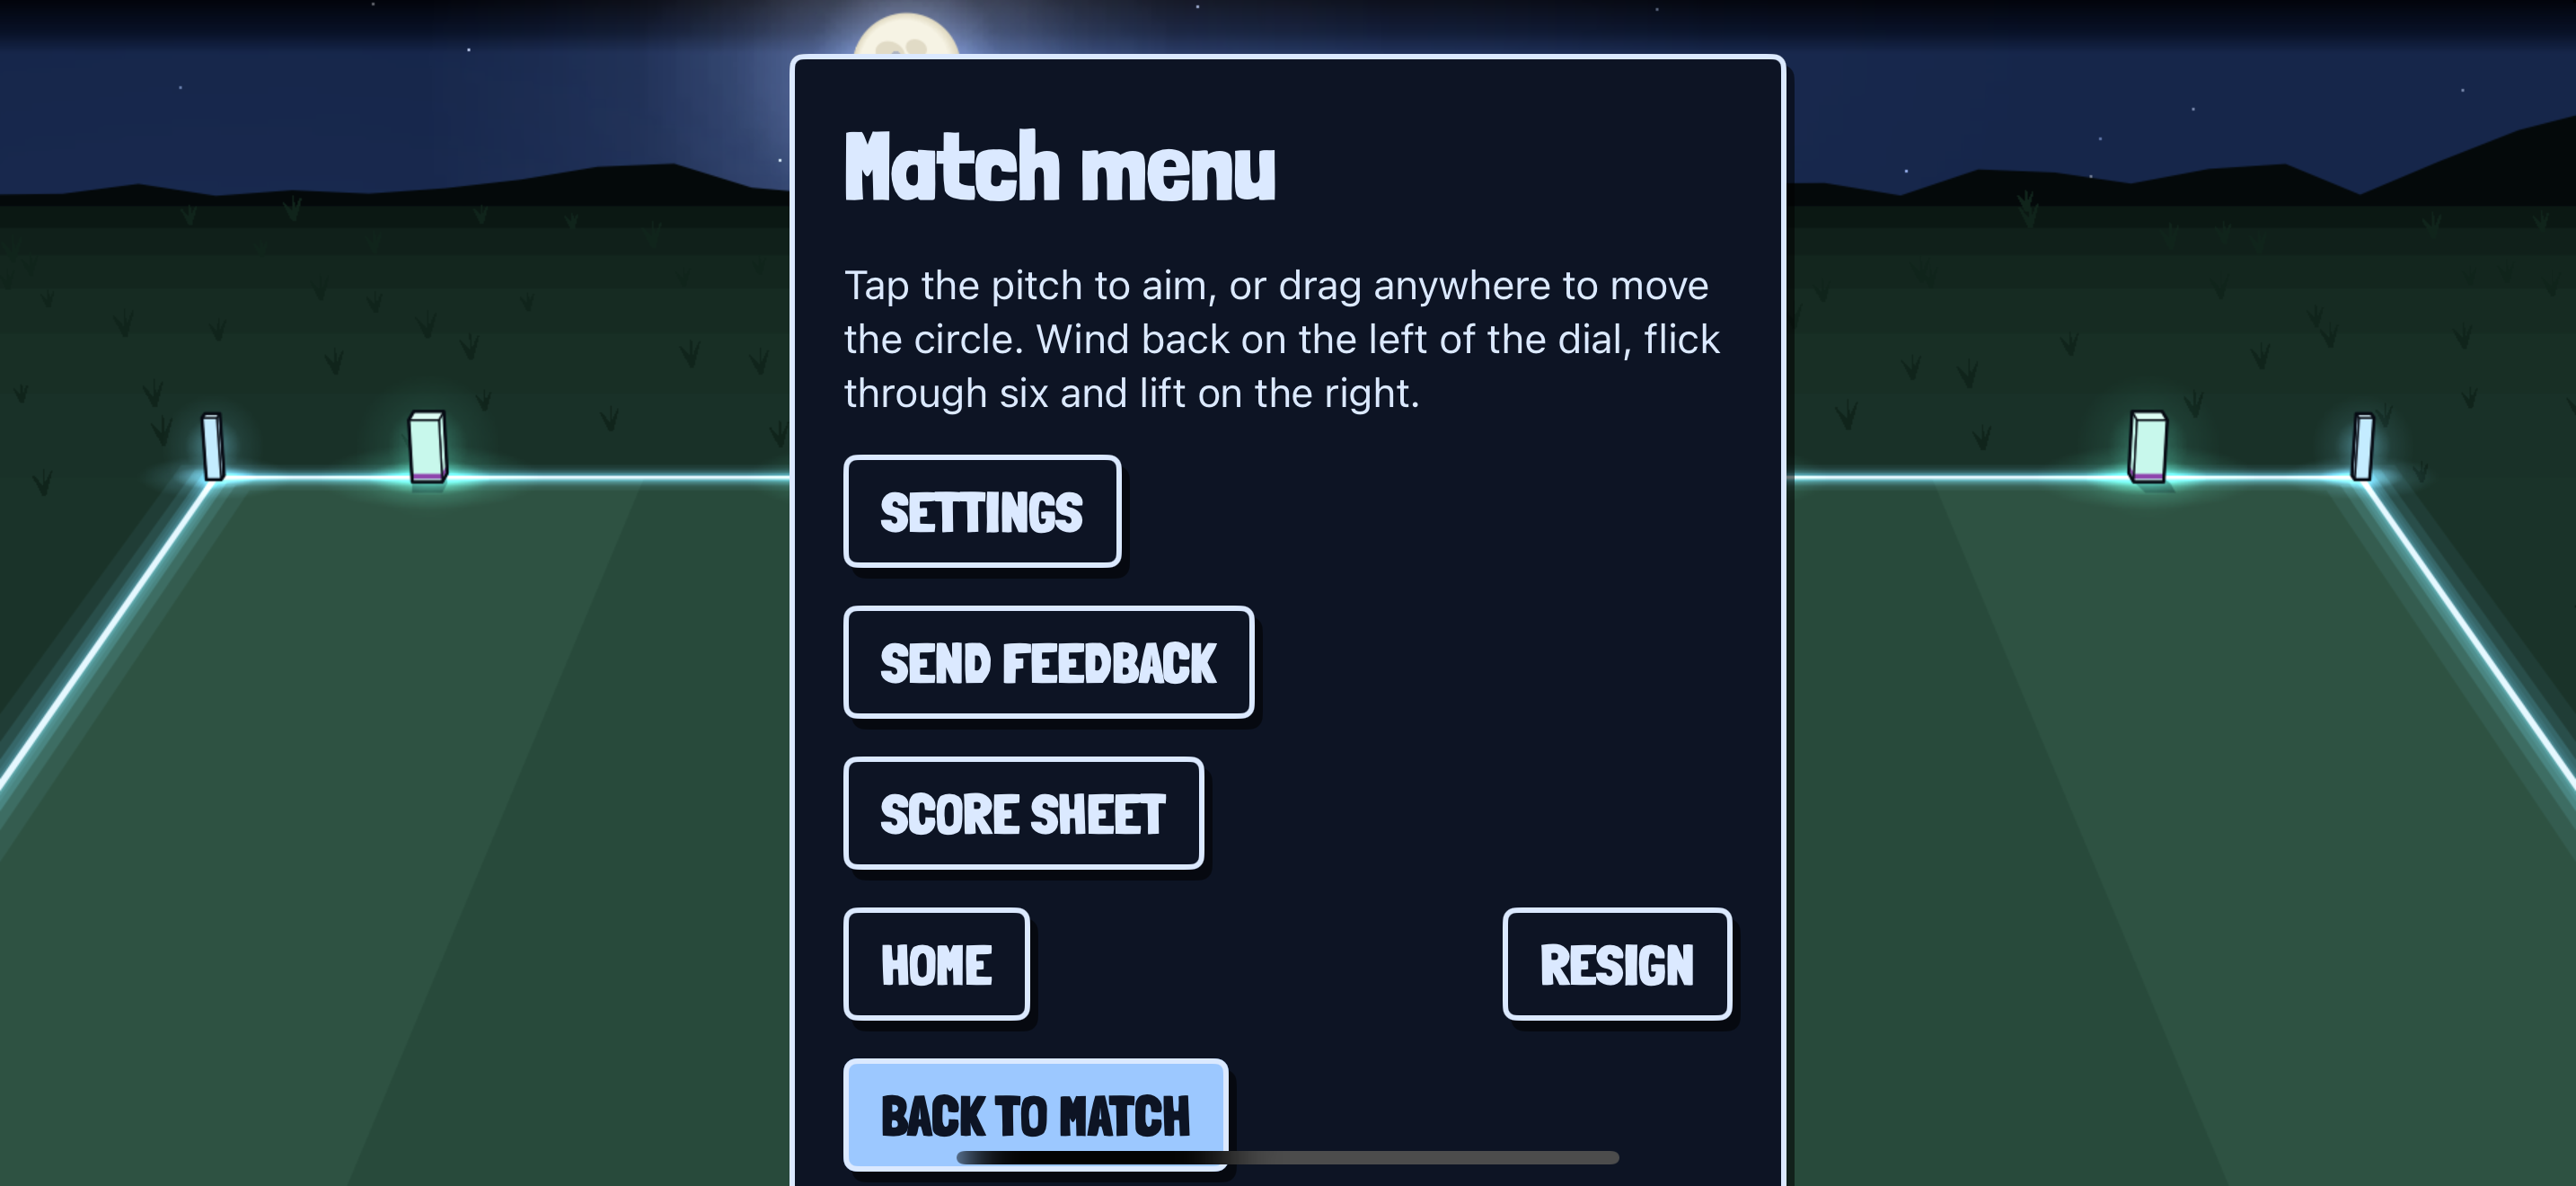 Match menu
Tap the pitch to aim, or drag anywhere to move
the circle. Wind back on the left of the dial, flick
through six and lift on the right.
SETTINGS
SEND FEEDBACK
SCORE SHEET
HOME RESIGN
BACK TO MATCH